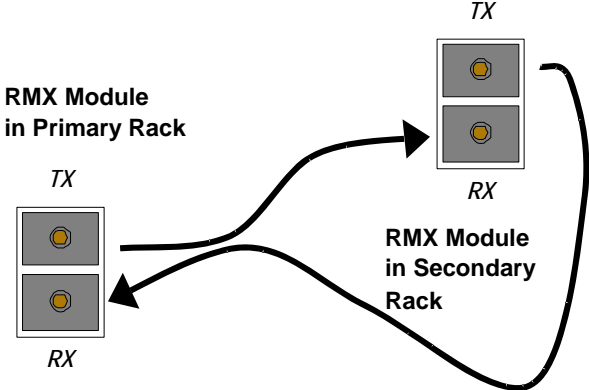 TX
RMX Module
in Primary Rack
TX
RX
RX
RMX Module
in Secondary
Rack